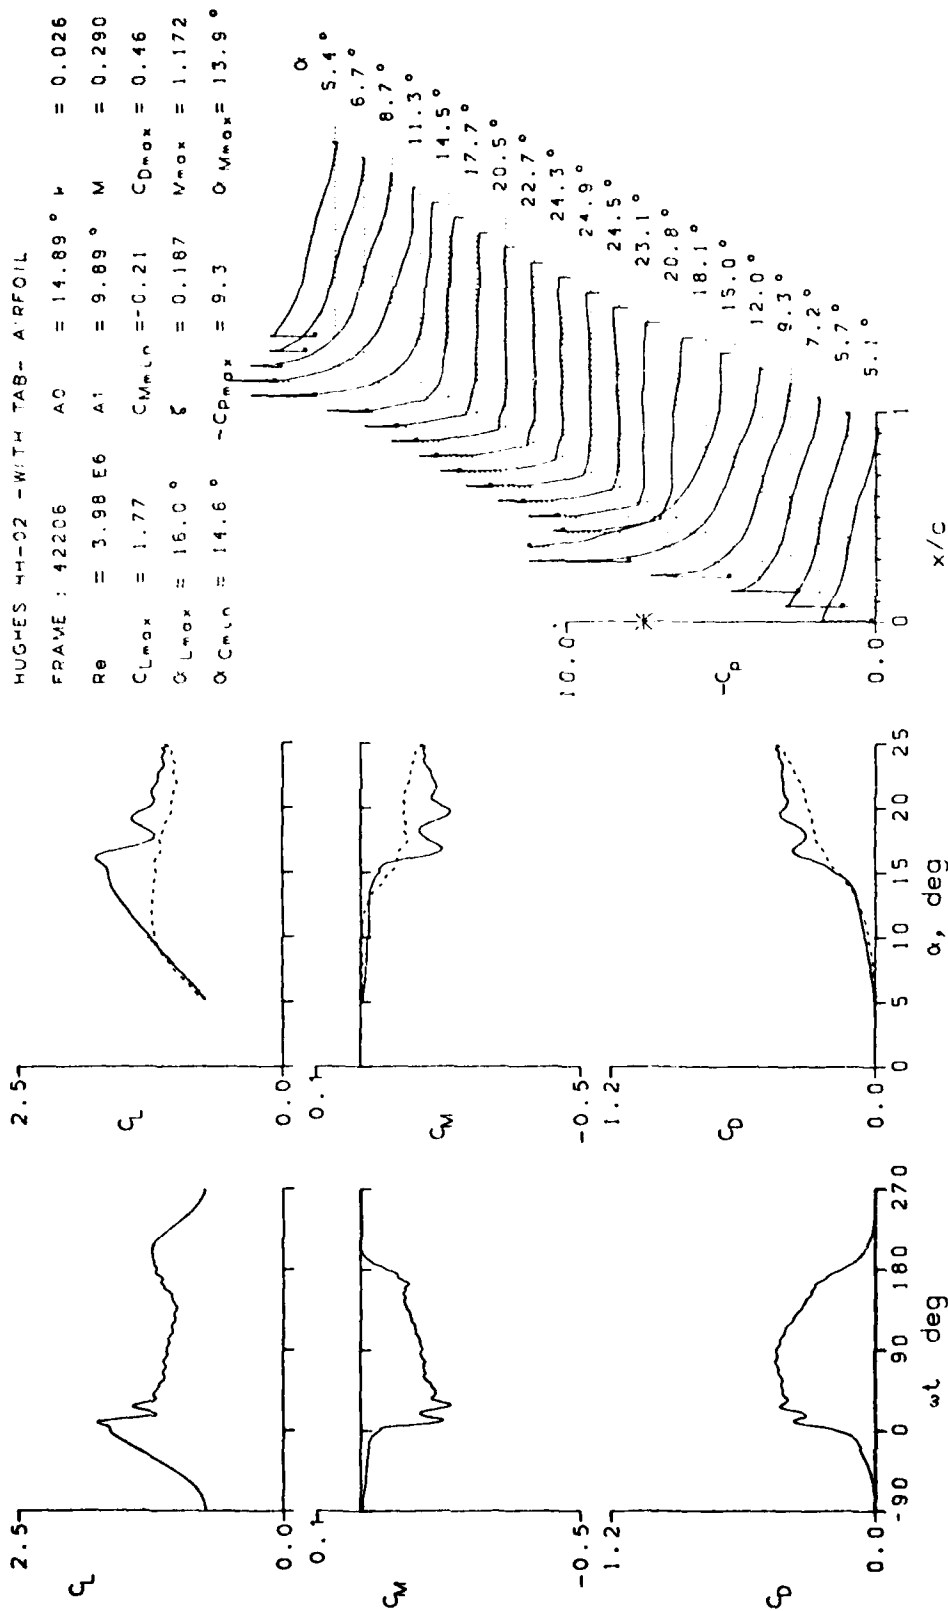 HUGHES HH-02 -WITH TAB- AIRFOIL
FRAME : 42206 A0 = 14.89° k = 0.026
Re = 3.98 E6 A1 = 9.89° M = 0.290
CLmax = 1.77 CMmin =-0.21 CDmax = 0.46
αLmax = 16.0° ζ = 0.187 Mmax = 1.172
αCmin = 14.6° -CPmax = 9.3 αMmax = 13.9°
2.5
CL
0.0
0.1
CM
-0.5
1.2
CD
0.0
-90 0 90 180 270
ωt deg
2.5
CL
0.0
0.1
CM
-0.5
1.2
CD
0.0
0 5 10 15 20 25
α, deg
α
5.4°
6.7°
8.7°
11.3°
14.5°
17.7°
20.5°
22.7°
24.3°
24.9°
24.5°
23.1°
20.8°
18.1°
15.0°
12.0°
9.3°
7.2°
5.7°
5.1°
10.0
-Cp
0.0
0 1
x/c